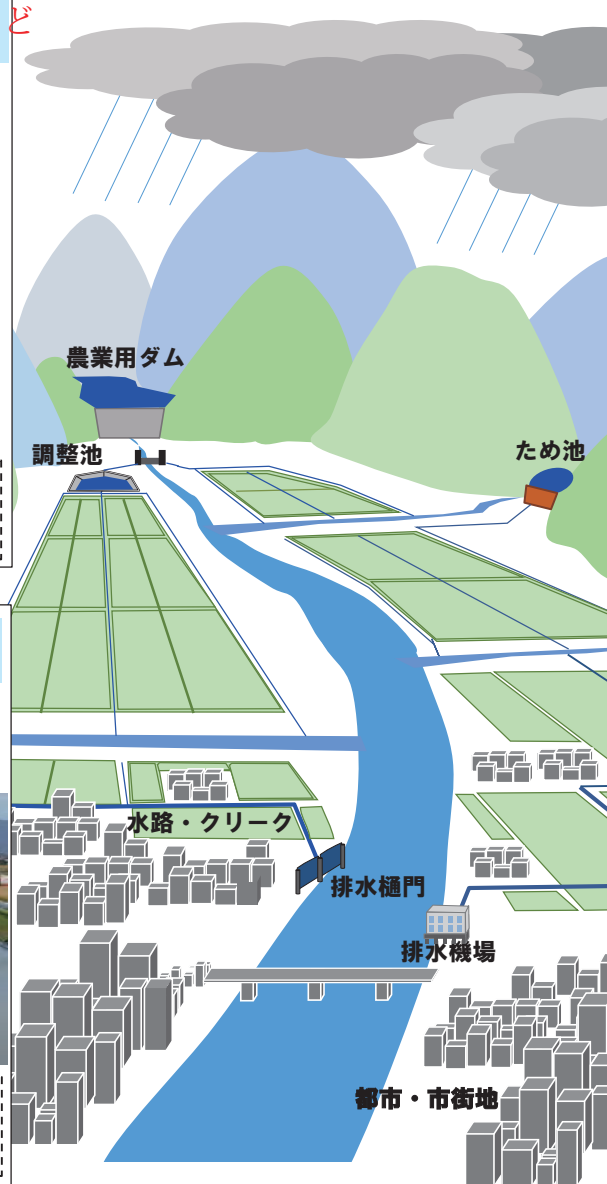 ど
農業用ダム
調整池
ため池
水路・クリーク
排水樋門
排水機場
都市・市街地